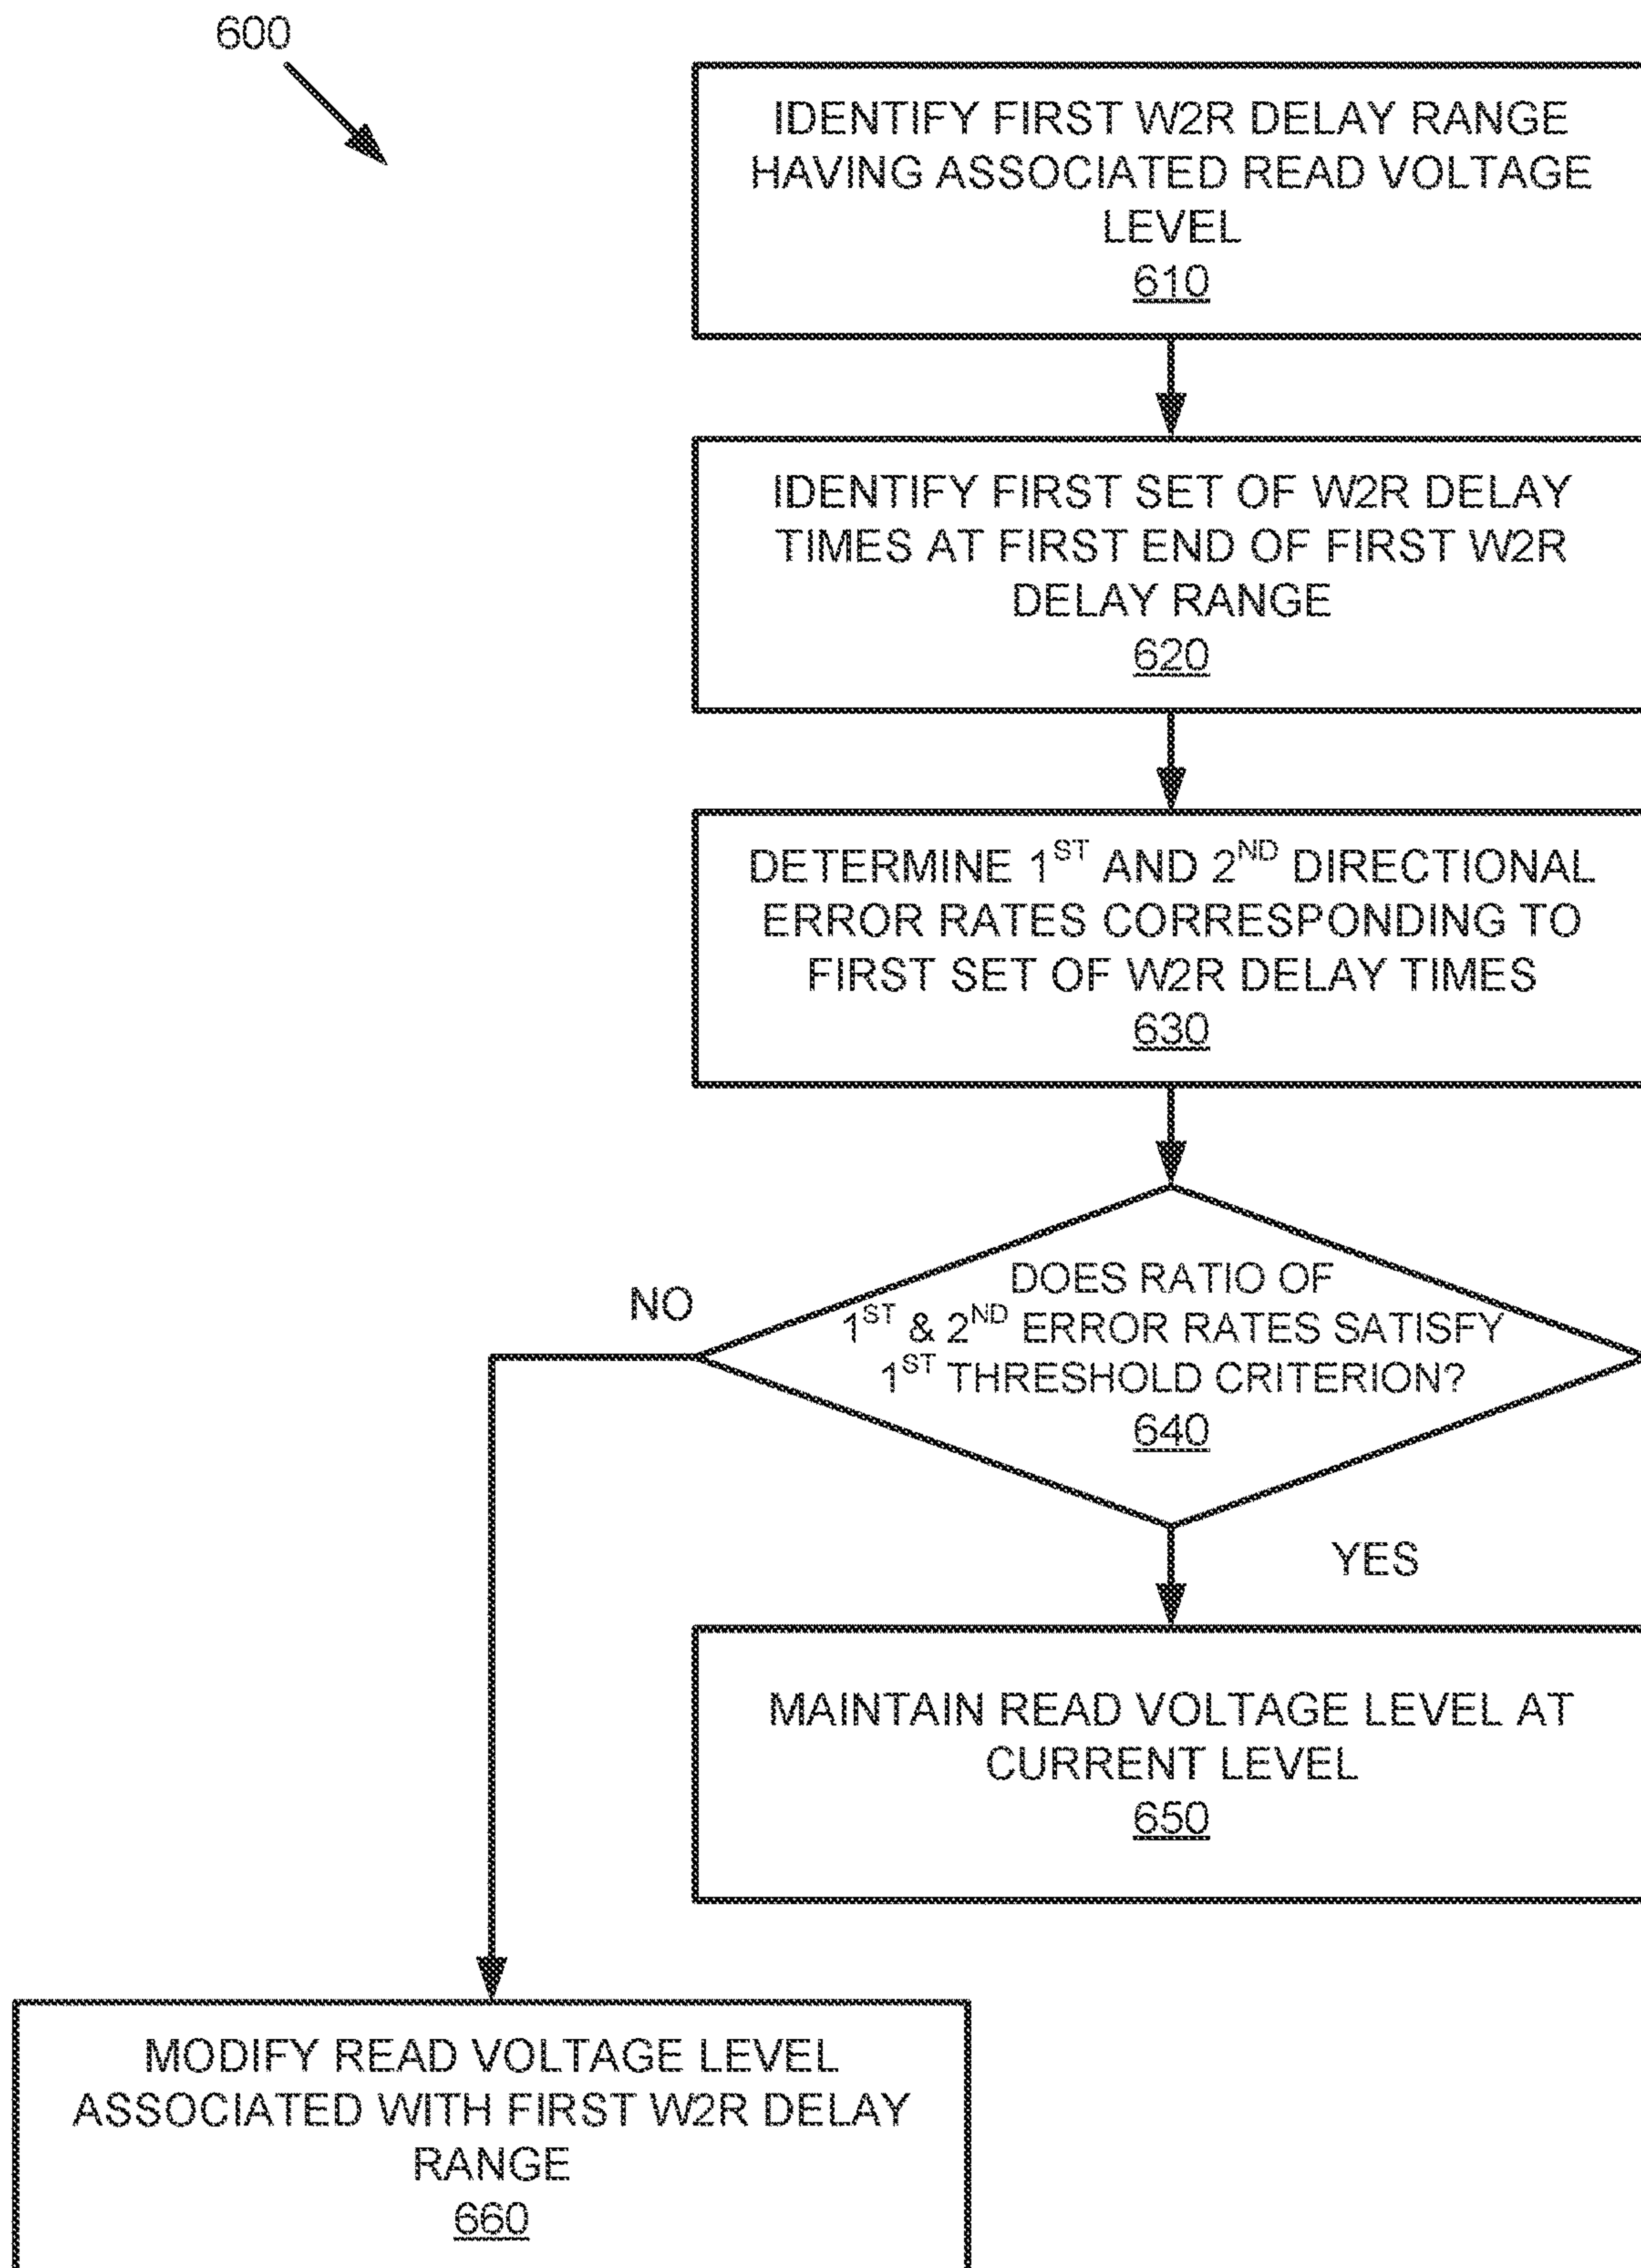 600
IDENTIFY FIRST W2R DELAY RANGE
HAVING ASSOCIATED READ VOLTAGE
LEVEL
610
IDENTIFY FIRST SET OF W2R DELAY
TIMES AT FIRST END OF FIRST W2R
DELAY RANGE
620
DETERMINE 1ST AND 2ND DIRECTIONAL
ERROR RATES CORRESPONDING TO
FIRST SET OF W2R DELAY TIMES
630
DOES RATIO OF
1ST & 2ND ERROR RATES SATISFY
1ST THRESHOLD CRITERION?
640
NO
YES
MAINTAIN READ VOLTAGE LEVEL AT
CURRENT LEVEL
650
MODIFY READ VOLTAGE LEVEL
ASSOCIATED WITH FIRST W2R DELAY
RANGE
660